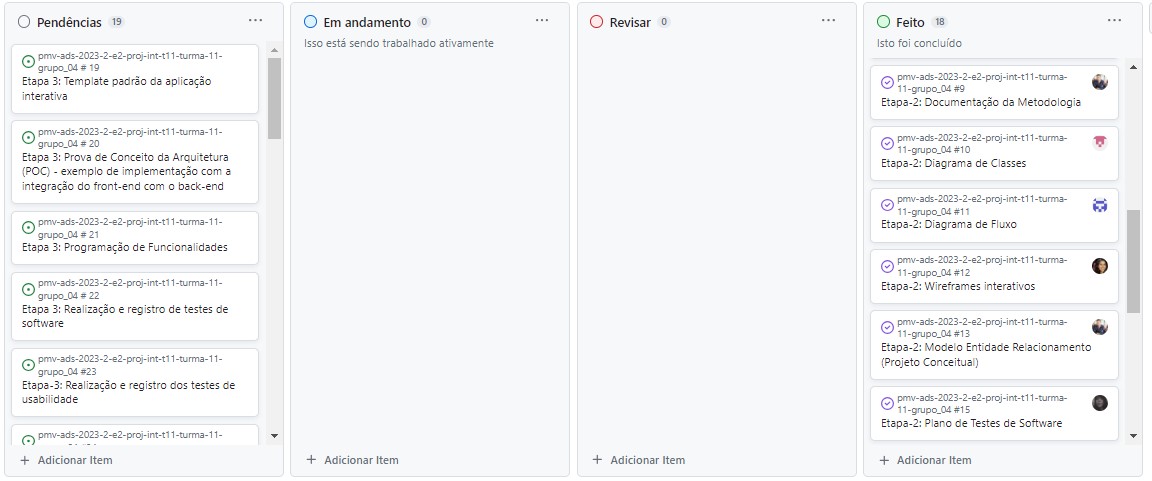 Pendências 19 ...
pmv-ads-2023-2-e2-proj-int-t11-turma-11-
grupo_04 # 19
Etapa 3: Template padrão da aplicação
interativa
pmv-ads-2023-2-e2-proj-int-t11-turma-11-
grupo_04 # 20
Etapa 3: Prova de Conceito da Arquitetura
(POC) - exemplo de implementação com a
integração do front-end com o back-end
pmv-ads-2023-2-e2-proj-int-t11-turma-11-
grupo_04 # 21
Etapa 3: Programação de Funcionalidades
pmv-ads-2023-2-e2-proj-int-t11-turma-11-
grupo_04 # 22
Etapa 3: Realização e registro de testes de
software
pmv-ads-2023-2-e2-proj-int-t11-turma-11-
grupo_04 #23
Etapa-3: Realização e registro dos testes de
usabilidade
pmv-ads-2023-2-e2-proj-int-t11-turma-11-
+ Adicionar Item
Em andamento 0 ...
Isso está sendo trabalhado ativamente
+ Adicionar Item
Revisar 0 ...
+ Adicionar Item
Feito 18 ...
Isto foi concluído
pmv-ads-2023-2-e2-proj-int-t11-turma-
11-grupo_04 #9
Etapa-2: Documentação da Metodologia
pmv-ads-2023-2-e2-proj-int-t11-turma-
11-grupo_04 #10
Etapa-2: Diagrama de Classes
pmv-ads-2023-2-e2-proj-int-t11-turma-
11-grupo_04 #11
Etapa-2: Diagrama de Fluxo
pmv-ads-2023-2-e2-proj-int-t11-turma-
11-grupo_04 #12
Etapa-2: Wireframes interativos
pmv-ads-2023-2-e2-proj-int-t11-turma-
11-grupo_04 #13
Etapa-2: Modelo Entidade Relacionamento
(Projeto Conceitual)
pmv-ads-2023-2-e2-proj-int-t11-turma-
11-grupo_04 #15
Etapa-2: Plano de Testes de Software
+ Adicionar Item